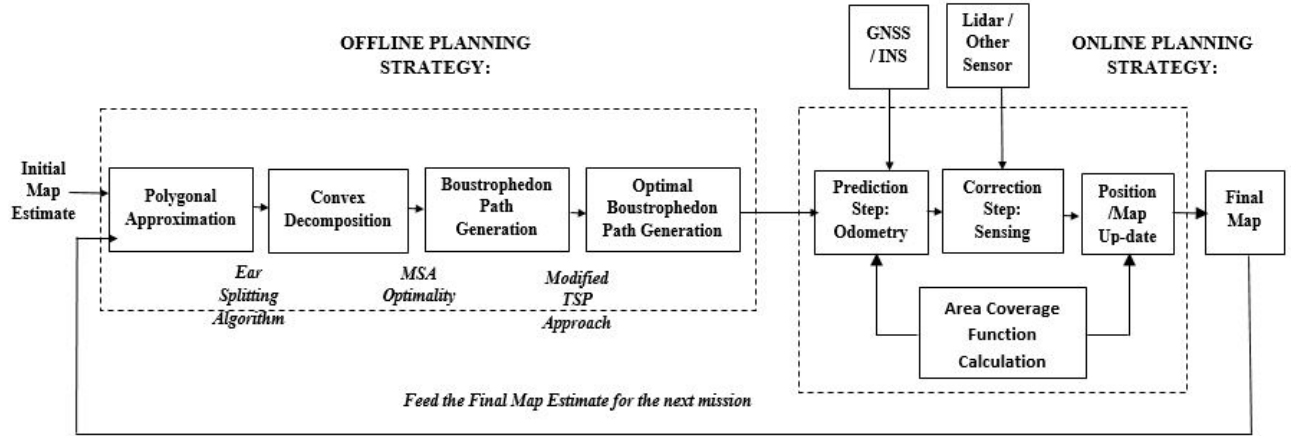 OFFLINE PLANNING
STRATEGY:
GNSS
/ INS
Lidar /
Other
Sensor
ONLINE PLANNING
STRATEGY:
Initial
Map
Estimate
Polygonal
Approximation
Convex
Decomposition
Boustrophedon
Path
Generation
Optimal
Boustrophedon
Path Generation
Prediction
Step:
Odometry
Correction
Step:
Sensing
Position
/Map
Up-date
Final
Map
Ear
Splitting
Algorithm
MSA
Optimality
Modified
TSP
Approach
Area Coverage
Function
Calculation
Feed the Final Map Estimate for the next mission